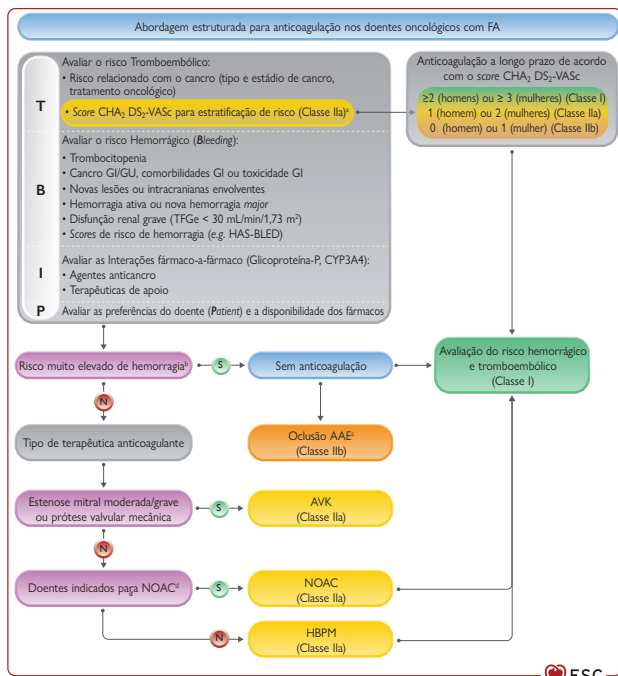 Abordagem estruturada para anticoagulação nos doentes oncológicos com FA
T
Avaliar o risco Tromboembólico:
• Risco relacionado com o cancro (tipo e estádio de cancro,
tratamento oncológico)
• Score CHA₂ DS₂-VASc para estratificação de risco (Classe IIa)ᵃ
Anticoagulação a longo prazo de acordo
com o score CHA₂ DS₂-VASc
≥2 (homens) ou ≥ 3 (mulheres) (Classe I)
1 (homem) ou 2 (mulheres) (Classe IIa)
0 (homem) ou 1 (mulher) (Classe IIb)
B
Avaliar o risco Hemorrágico (Bleeding):
• Trombocitopenia
• Cancro GI/GU, comorbilidades GI ou toxicidade GI
• Novas lesões ou intracranianas envolventes
• Hemorragia ativa ou nova hemorragia major
• Disfunção renal grave (TFGe < 30 mL/min/1,73 m²)
• Scores de risco de hemorragia (e.g. HAS-BLED)
I
Avaliar as Interações fármaco-a-fármaco (Glicoproteína-P, CYP3A4):
• Agentes anticancro
• Terapêuticas de apoio
P
Avaliar as preferências do doente (Patient) e a disponibilidade dos fármacos
Risco muito elevado de hemorragiaᵇ
S
Sem anticoagulação
Avaliação do risco hemorrágico
e tromboembólico
(Classe I)
N
Tipo de terapêutica anticoagulante
Oclusão AAEᶜ
(Classe IIb)
Estenose mitral moderada/grave
ou prótese valvular mecânica
S
AVK
(Classe IIa)
N
Doentes indicados para NOACᵈ
S
NOAC
(Classe IIa)
N
HBPM
(Classe IIa)
ESC